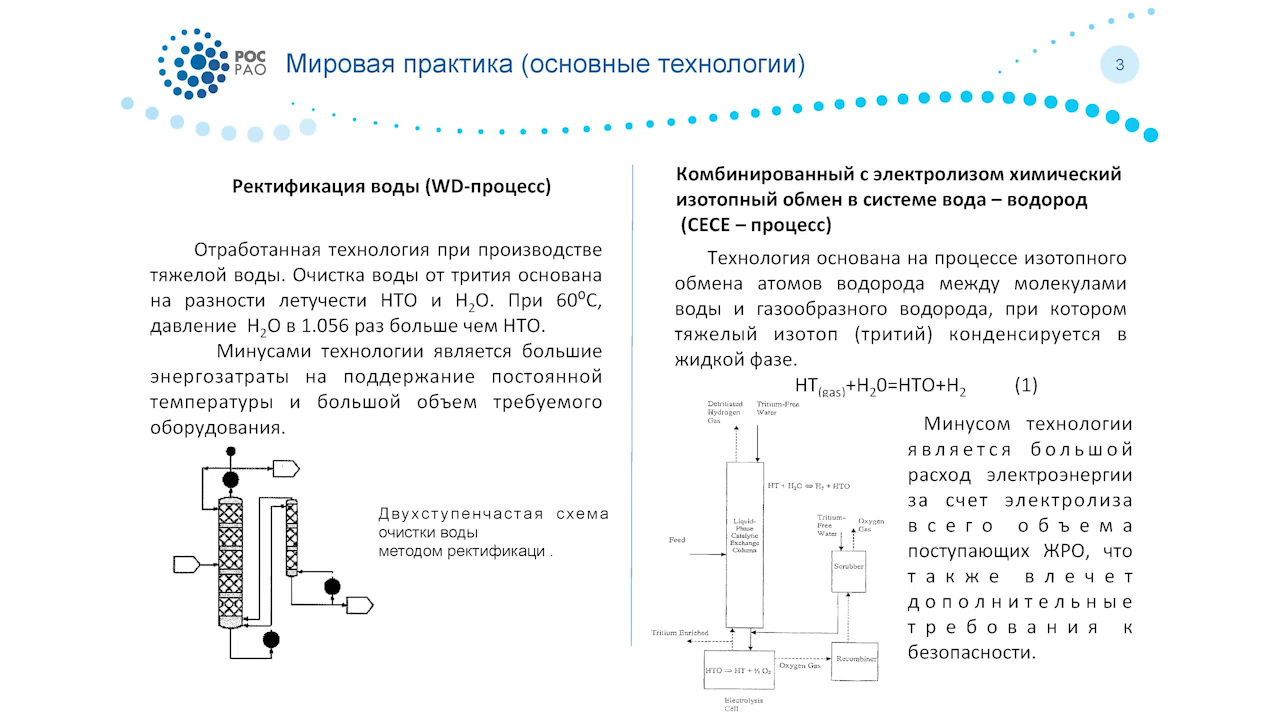 РОС
РАО
Мировая практика (основные технологии)
3
Ректификация воды (WD-процесс)
Отработанная технология при производстве
тяжелой воды. Очистка воды от трития основана
на разности летучести НТО и H2O. При 60⁰С,
давление H2O в 1.056 раз больше чем НТО.
Минусами технологии является большие
энергозатраты на поддержание постоянной
температуры и большой объем требуемого
оборудования.
Двухступенчастая схема
очистки воды
методом ректификаци .
Комбинированный с электролизом химический
изотопный обмен в системе вода – водород
(CECE – процесс)
Технология основана на процессе изотопного
обмена атомов водорода между молекулами
воды и газообразного водорода, при котором
тяжелый изотоп (тритий) конденсируется в
жидкой фазе.
HT(gas)+H20=HTO+H2 (1)
Detritiated
Hydrogen
Gas
Tritium-Free
Water
HT + H2O ⇔ H2 + HTO
Liquid-
Phase
Catalytic
Exchange
Column
Feed
Tritium-
Free
Water
Oxygen
Gas
Scrubber
Tritium Enriched
HTO -> HT + ½ O2
Oxygen Gas
Recombiner
Electrolysis
Cell
Минусом технологии
является большой
расход электроэнергии
за счет электролиза
всего объема
поступающих ЖРО, что
также влечет
дополнительные
требования к
безопасности.